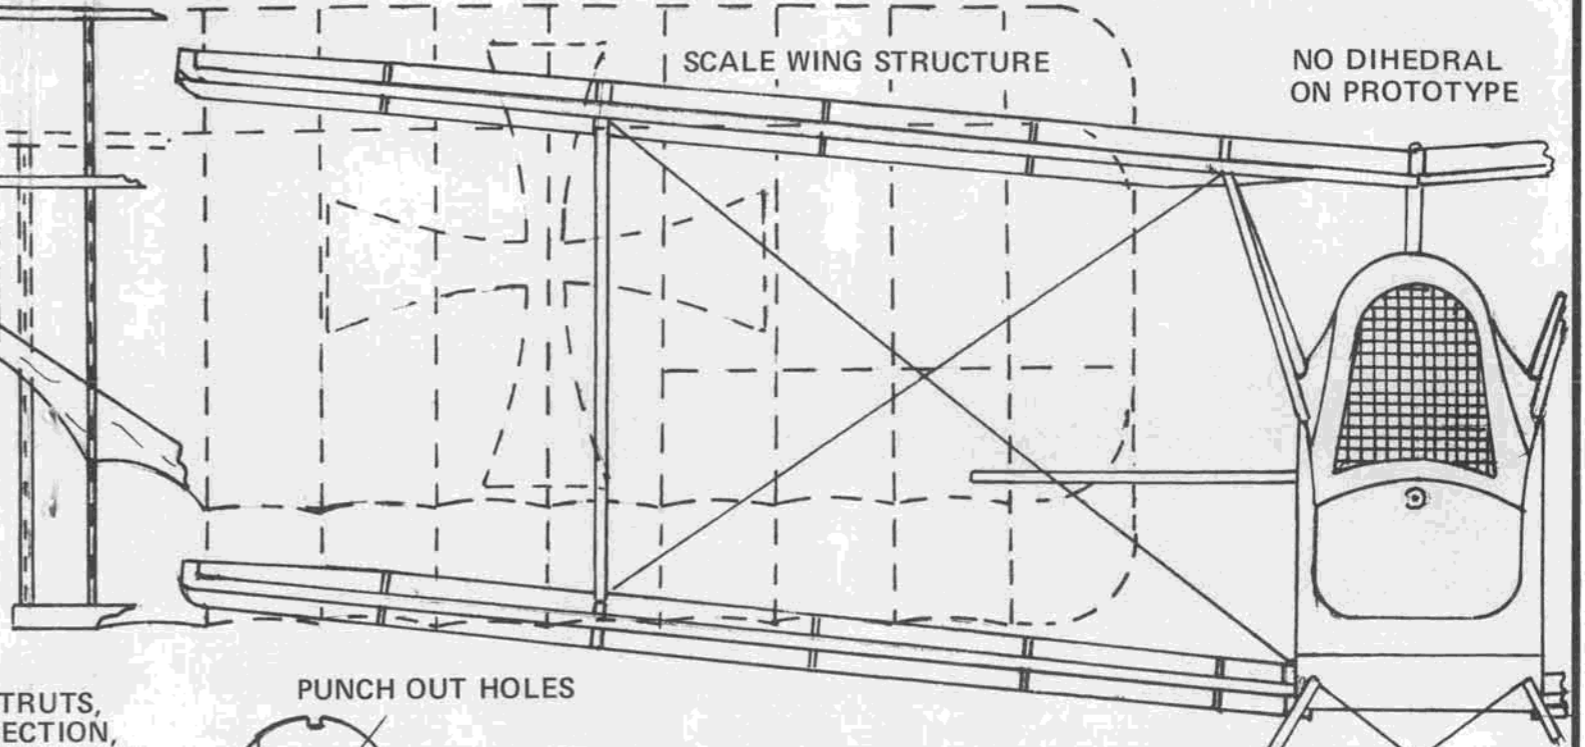 SCALE WING STRUCTURE
NO DIHEDRAL
ON PROTOTYPE
PUNCH OUT HOLES
TRUTS,
ECTION,